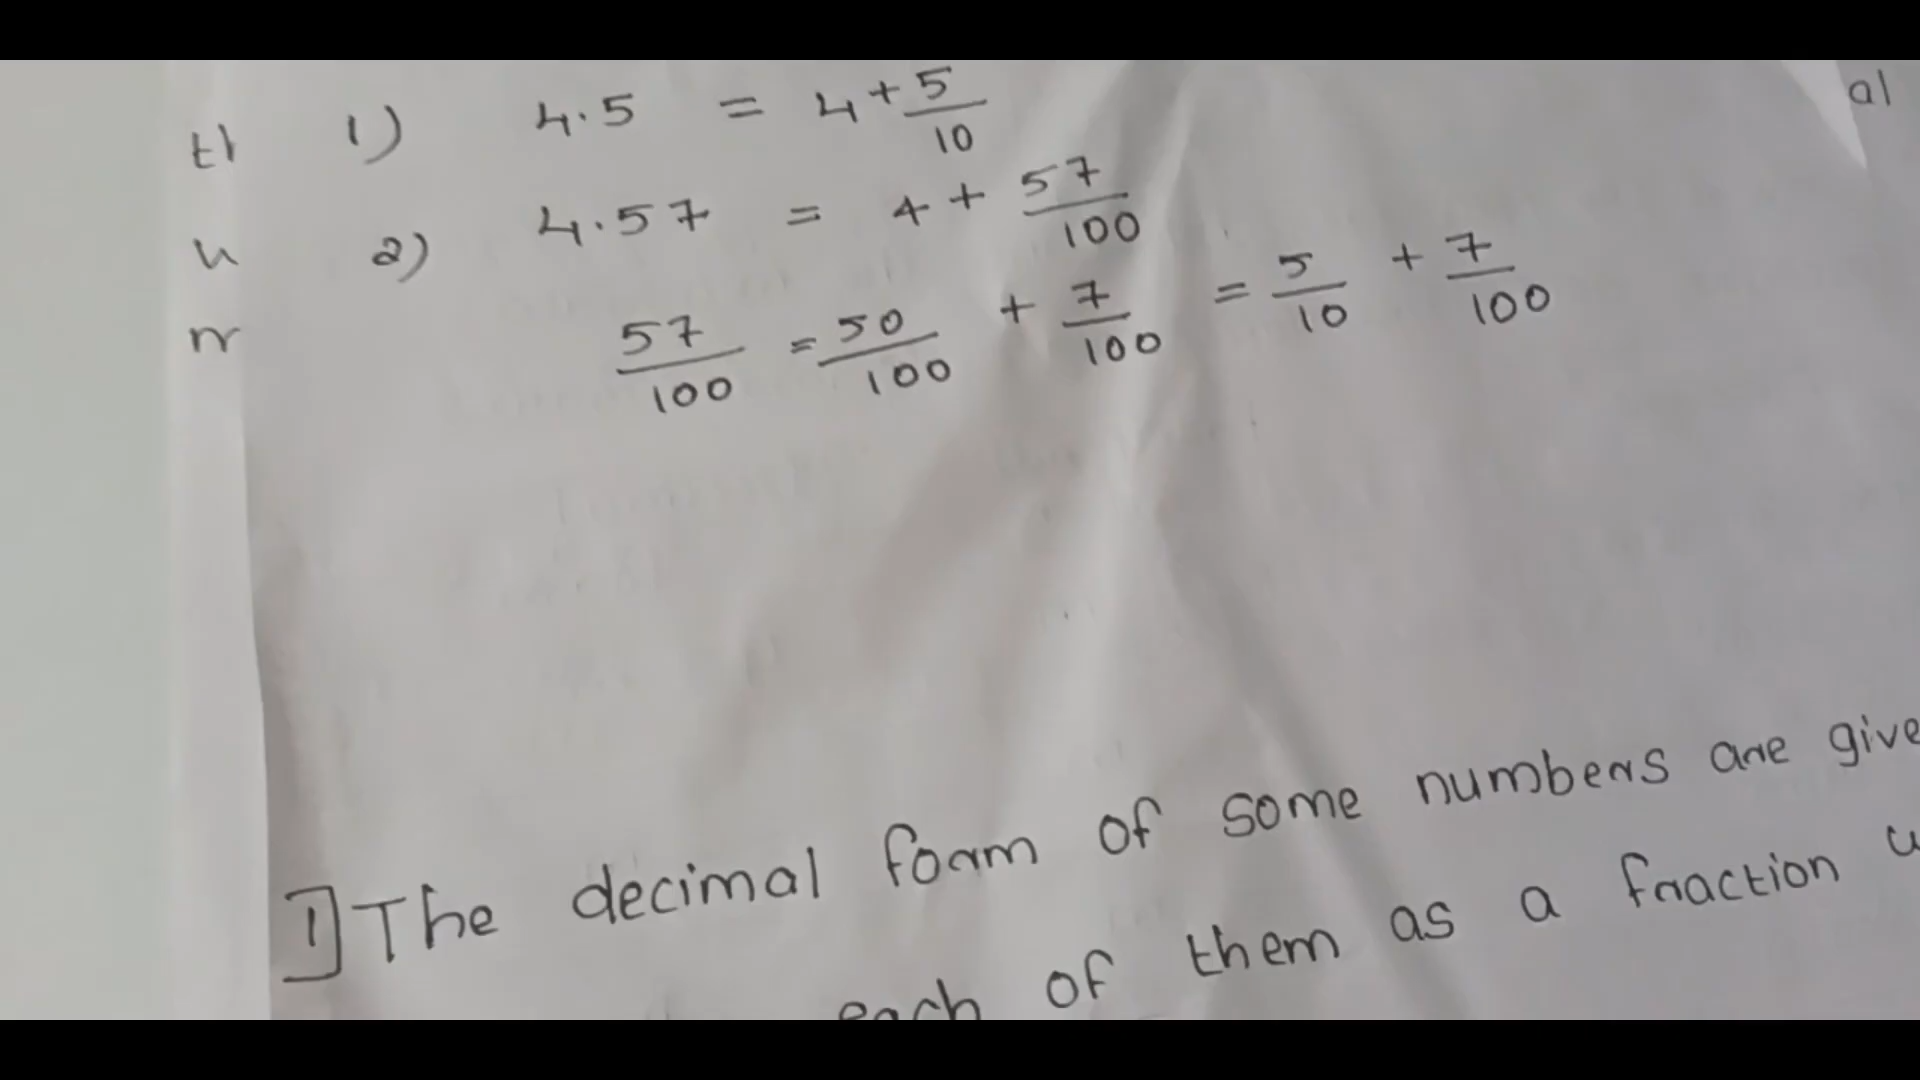 1) 4.5 = 4 + 5/10
2) 4.57 = 4 + 57/100
57/100 = 50/100 + 7/100 = 5/10 + 7/100
1] The decimal form of some numbers are give
each of them as a fraction